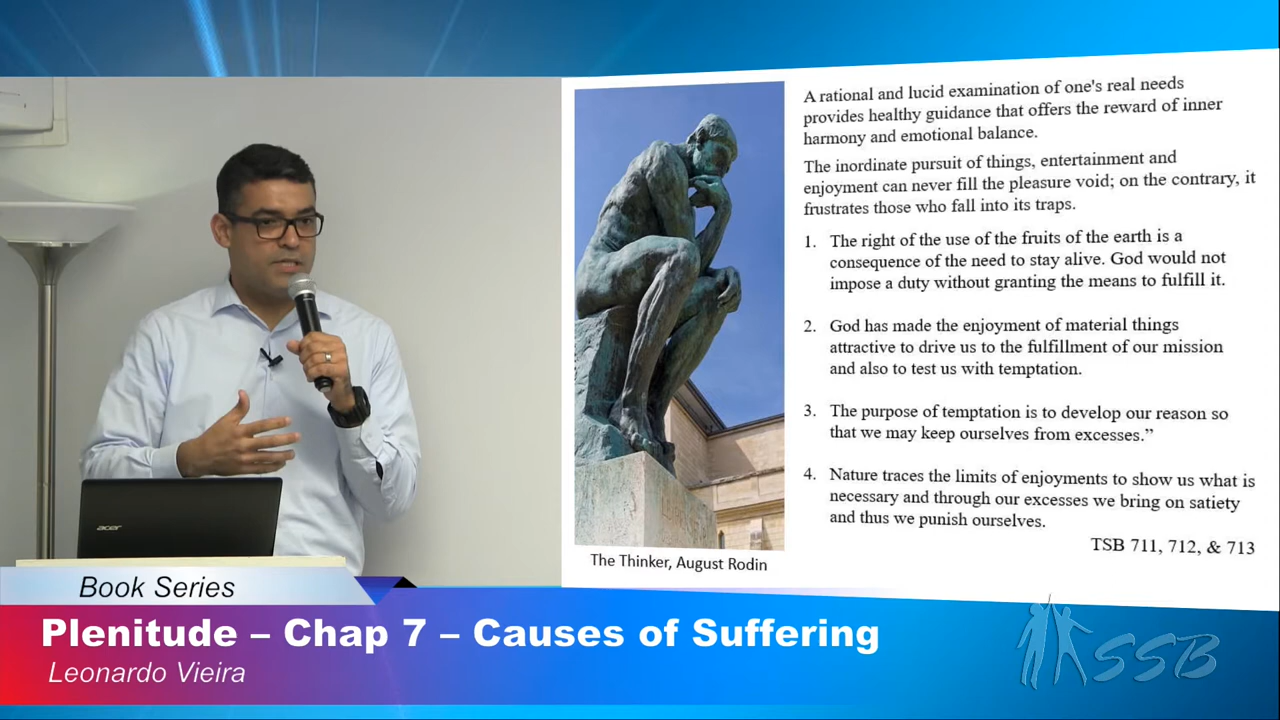 A rational and lucid examination of one's real needs
provides healthy guidance that offers the reward of inner
harmony and emotional balance.
The inordinate pursuit of things, entertainment and
enjoyment can never fill the pleasure void; on the contrary, it
frustrates those who fall into its traps.
1. The right of the use of the fruits of the earth is a
consequence of the need to stay alive. God would not
impose a duty without granting the means to fulfill it.
2. God has made the enjoyment of material things
attractive to drive us to the fulfillment of our mission
and also to test us with temptation.
3. The purpose of temptation is to develop our reason so
that we may keep ourselves from excesses.”
4. Nature traces the limits of enjoyments to show us what is
necessary and through our excesses we bring on satiety
and thus we punish ourselves.
TSB 711, 712, & 713
The Thinker, August Rodin
acer
Book Series
Plenitude – Chap 7 – Causes of Suffering
Leonardo Vieira
SSB